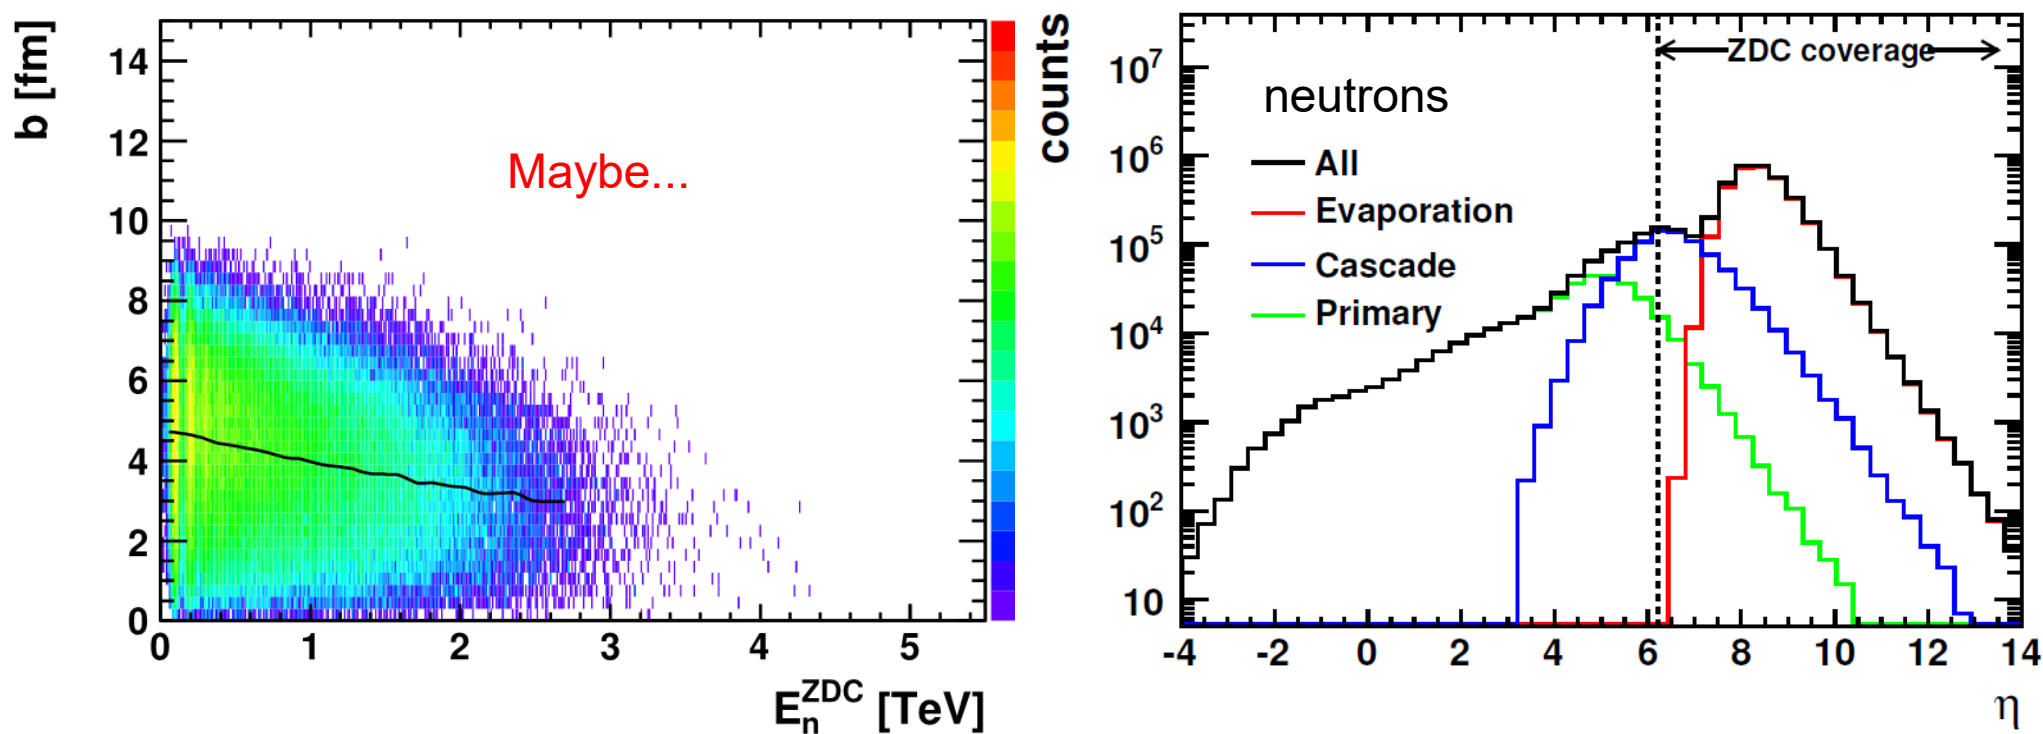 b [fm]
14
12
10
8
6
4
2
0
0 1 2 3 4 5
E_n^ZDC [TeV]
counts
Maybe...
ZDC coverage
neutrons
All
Evaporation
Cascade
Primary
10^7
10^6
10^5
10^4
10^3
10^2
10
-4 -2 0 2 4 6 8 10 12 14
η